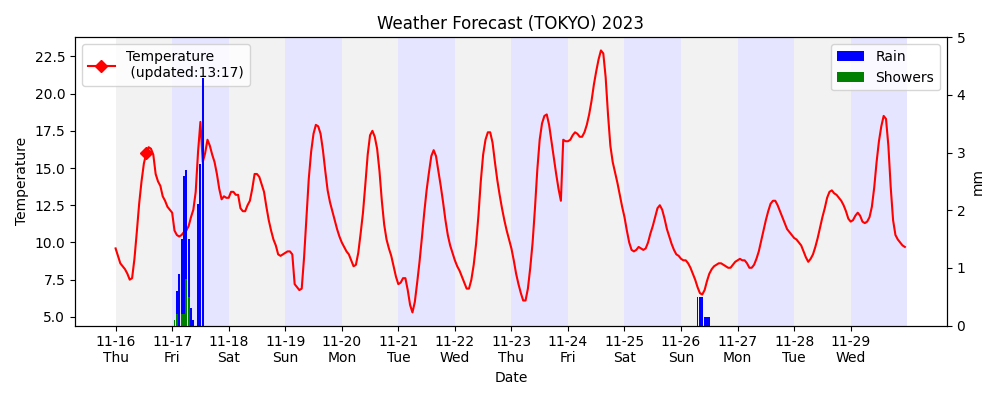 Weather Forecast (TOKYO) 2023
Temperature
(updated:13:17)
Rain
Showers
Temperature
22.5
20.0
17.5
15.0
12.5
10.0
7.5
5.0
5
4
3
2
1
0
mm
11-16 11-17 11-18 11-19 11-20 11-21 11-22 11-23 11-24 11-25 11-26 11-27 11-28 11-29
Thu Fri Sat Sun Mon Tue Wed Thu Fri Sat Sun Mon Tue Wed
Date